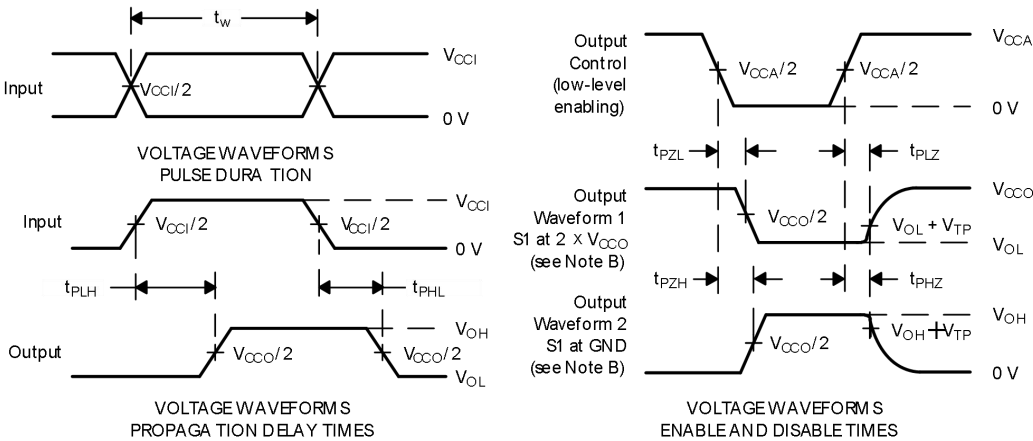 t_W
V_CCI
Input
V_CCI/2
0 V
VOLTAGE WAVEFORMS
PULSE DURATION
Input
V_CCI/2
V_CCI/2
V_CCI
0 V
t_PLH
t_PHL
Output
V_CCO/2
V_CCO/2
V_OH
V_OL
VOLTAGE WAVEFORMS
PROPAGATION DELAY TIMES
Output
Control
(low-level
enabling)
V_CCA/2
V_CCA/2
V_CCA
0 V
t_PZL
t_PLZ
Output
Waveform 1
S1 at 2 × V_CCO
(see Note B)
V_CCO/2
V_CCO
V_OL + V_TP
V_OL
t_PZH
t_PHZ
Output
Waveform 2
S1 at GND
(see Note B)
V_CCO/2
V_OH
V_OH + V_TP
0 V
VOLTAGE WAVEFORMS
ENABLE AND DISABLE TIMES